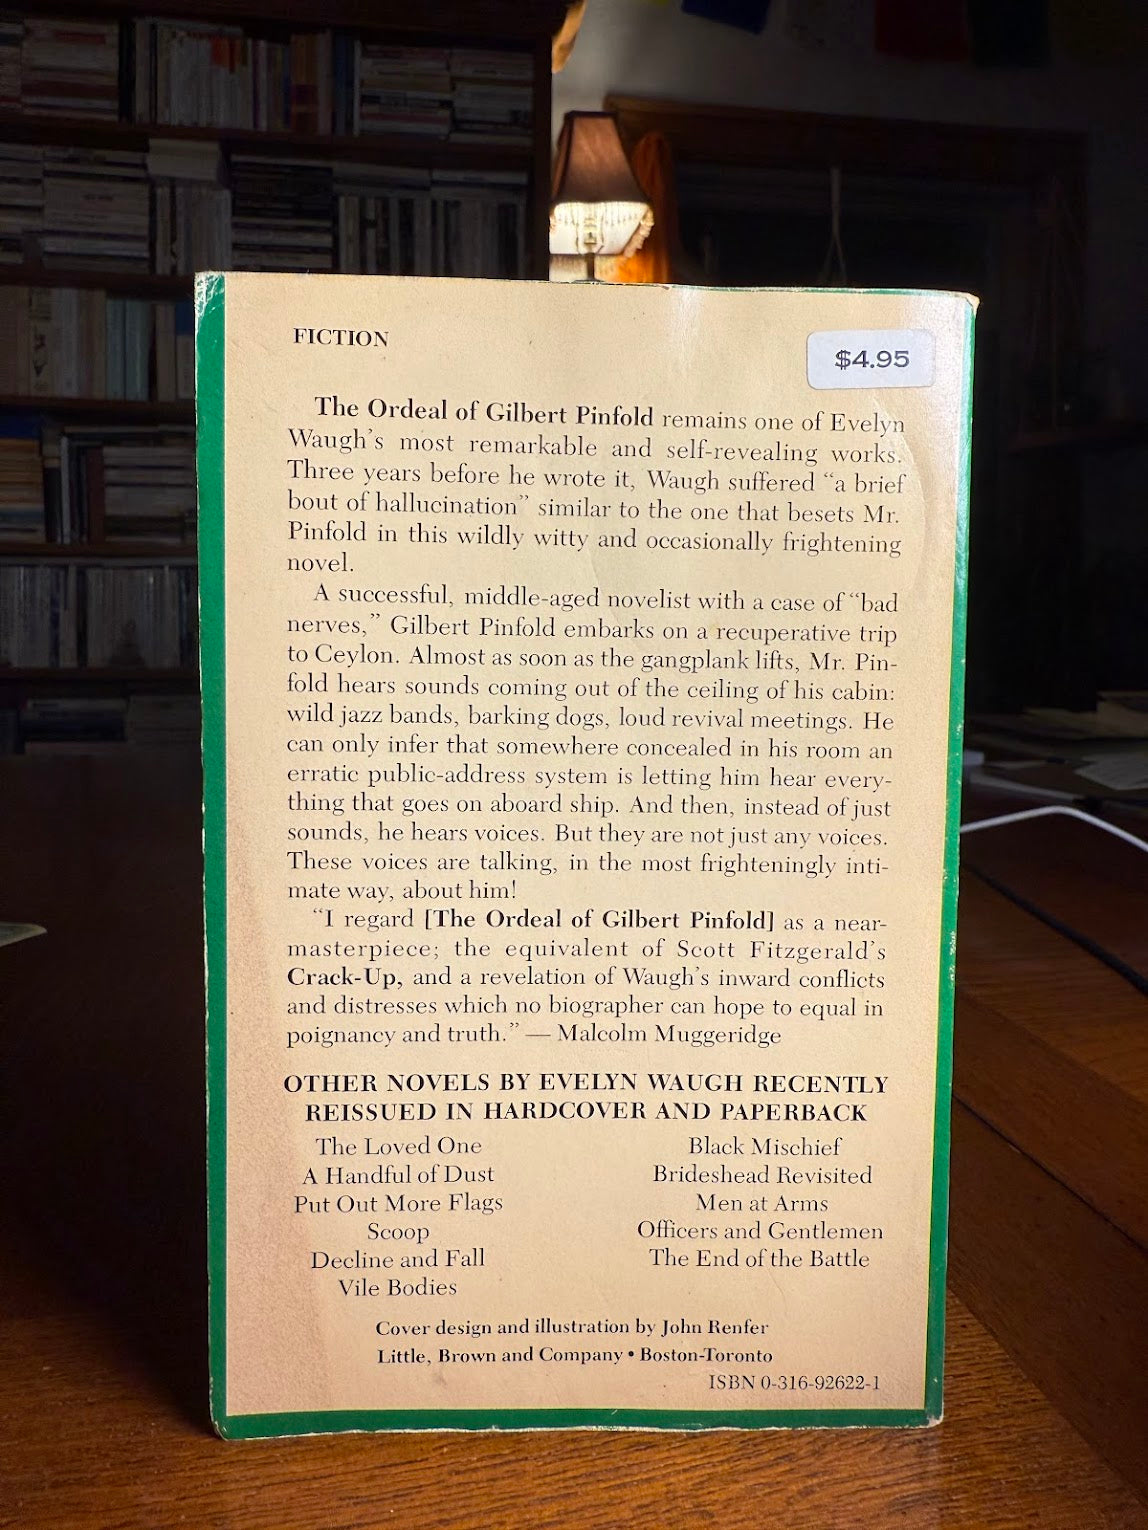 FICTION
$4.95
The Ordeal of Gilbert Pinfold remains one of Evelyn
Waugh's most remarkable and self-revealing works.
Three years before he wrote it, Waugh suffered "a brief
bout of hallucination" similar to the one that besets Mr.
Pinfold in this wildly witty and occasionally frightening
novel.
A successful, middle-aged novelist with a case of "bad
nerves," Gilbert Pinfold embarks on a recuperative trip
to Ceylon. Almost as soon as the gangplank lifts, Mr. Pin-
fold hears sounds coming out of the ceiling of his cabin:
wild jazz bands, barking dogs, loud revival meetings. He
can only infer that somewhere concealed in his room an
erratic public-address system is letting him hear every-
thing that goes on aboard ship. And then, instead of just
sounds, he hears voices. But they are not just any voices.
These voices are talking, in the most frighteningly inti-
mate way, about him!
"I regard [The Ordeal of Gilbert Pinfold] as a near-
masterpiece; the equivalent of Scott Fitzgerald's
Crack-Up, and a revelation of Waugh's inward conflicts
and distresses which no biographer can hope to equal in
poignancy and truth." — Malcolm Muggeridge
OTHER NOVELS BY EVELYN WAUGH RECENTLY
REISSUED IN HARDCOVER AND PAPERBACK
The Loved One
A Handful of Dust
Put Out More Flags
Scoop
Decline and Fall
Vile Bodies
Black Mischief
Brideshead Revisited
Men at Arms
Officers and Gentlemen
The End of the Battle
Cover design and illustration by John Renfer
Little, Brown and Company • Boston-Toronto
ISBN 0-316-92622-1